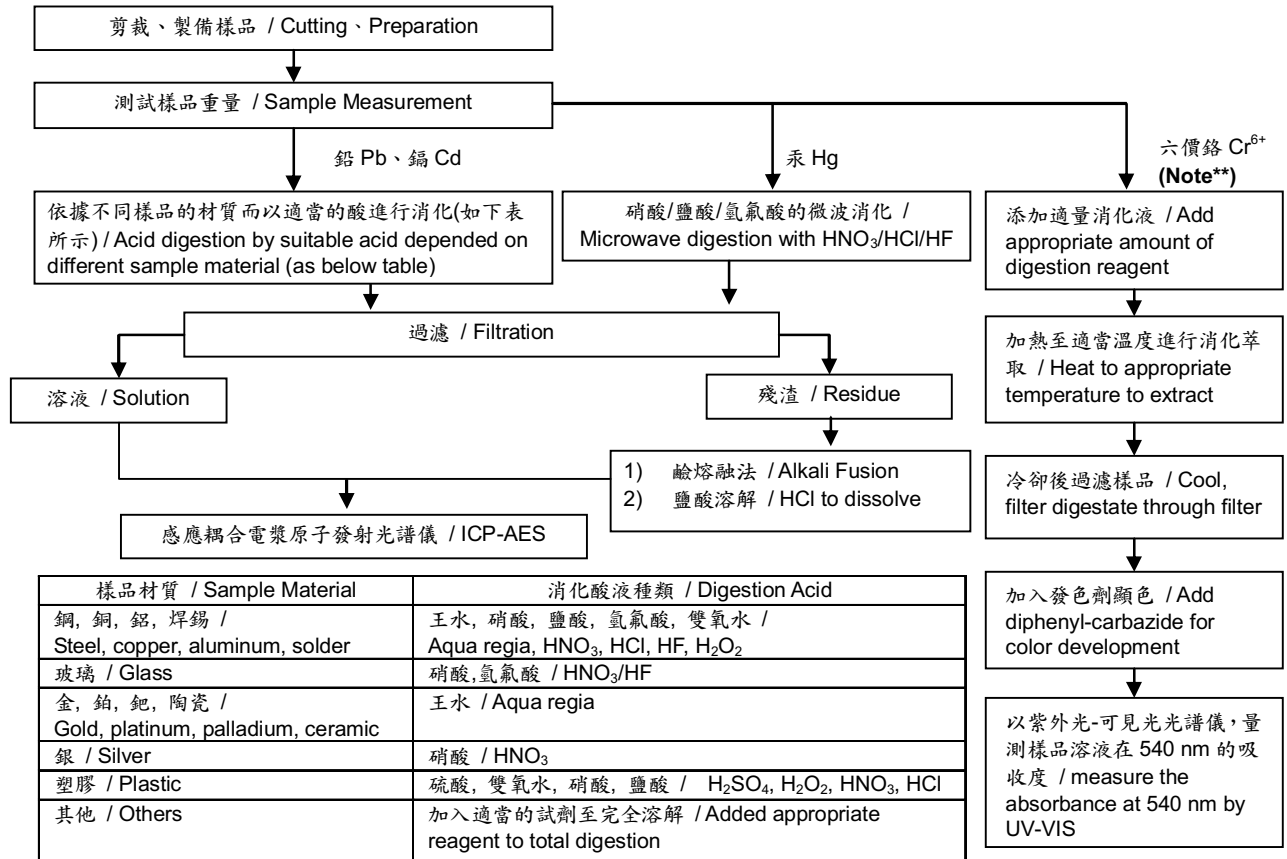 剪裁、製備樣品 / Cutting、Preparation
測試樣品重量 / Sample Measurement
鉛 Pb、鎘 Cd
汞 Hg
六價鉻 Cr⁶⁺
(Note**)
依據不同樣品的材質而以適當的酸進行消化(如下表
所示) / Acid digestion by suitable acid depended on
different sample material (as below table)
硝酸/鹽酸/氫氟酸的微波消化 /
Microwave digestion with HNO₃/HCl/HF
添加適量消化液 / Add
appropriate amount of
digestion reagent
過濾 / Filtration
加熱至適當溫度進行消化萃
取 / Heat to appropriate
temperature to extract
溶液 / Solution
殘渣 / Residue
1) 鹼熔融法 / Alkali Fusion
2) 鹽酸溶解 / HCl to dissolve
冷卻後過濾樣品 / Cool,
filter digestate through filter
感應耦合電漿原子發射光譜儀 / ICP-AES
加入發色劑顯色 / Add
diphenyl-carbazide for
color development
以紫外光-可見光光譜儀，量
測樣品溶液在 540 nm 的吸
收度 / measure the
absorbance at 540 nm by
UV-VIS
樣品材質 / Sample Material
消化酸液種類 / Digestion Acid
鋼, 銅, 鋁, 焊錫 /
Steel, copper, aluminum, solder
王水, 硝酸, 鹽酸, 氫氟酸, 雙氧水 /
Aqua regia, HNO₃, HCl, HF, H₂O₂
玻璃 / Glass
硝酸,氫氟酸 / HNO₃/HF
金, 鉑, 鈀, 陶瓷 /
Gold, platinum, palladium, ceramic
王水 / Aqua regia
銀 / Silver
硝酸 / HNO₃
塑膠 / Plastic
硫酸, 雙氧水, 硝酸, 鹽酸 / H₂SO₄, H₂O₂, HNO₃, HCl
其他 / Others
加入適當的試劑至完全溶解 / Added appropriate
reagent to total digestion